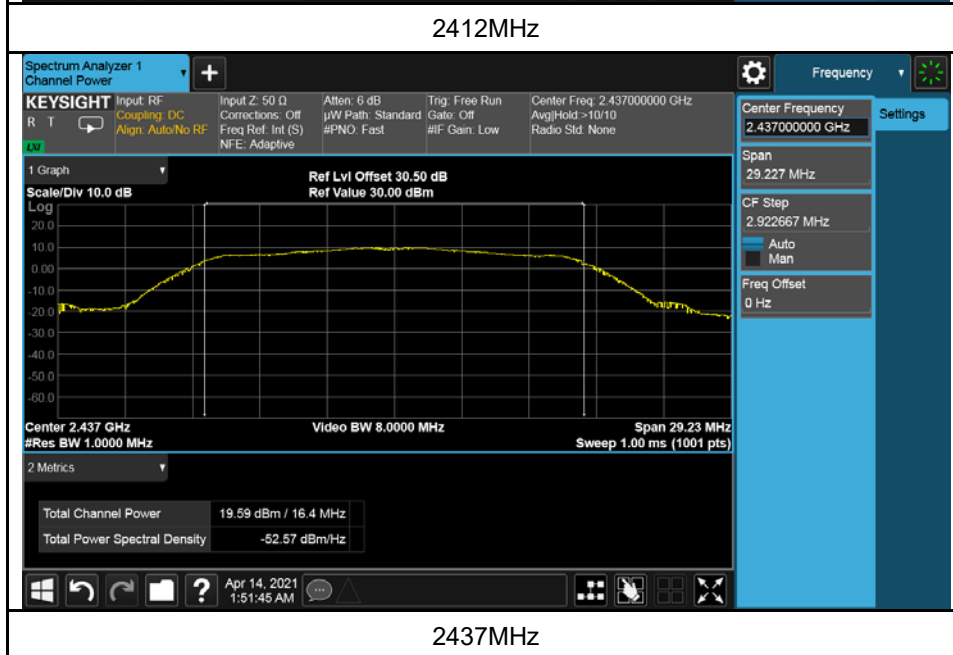 2412MHz
Spectrum Analyzer 1
Channel Power
+
Frequency
KEYSIGHT
R T
LXI
Input: RF
Coupling: DC
Align: Auto/No RF
Input Z: 50 Ω
Corrections: Off
Freq Ref: Int (S)
NFE: Adaptive
Atten: 6 dB
µW Path: Standard
#PNO: Fast
Trig: Free Run
Gate: Off
#IF Gain: Low
Center Freq: 2.437000000 GHz
Avg|Hold:>10/10
Radio Std: None
Center Frequency
2.437000000 GHz
Settings
Span
29.227 MHz
CF Step
2.922667 MHz
Auto
Man
Freq Offset
0 Hz
1 Graph
Scale/Div 10.0 dB
Ref Lvl Offset 30.50 dB
Ref Value 30.00 dBm
Log
20.0
10.0
0.00
-10.0
-20.0
-30.0
-40.0
-50.0
-60.0
Center 2.437 GHz
#Res BW 1.0000 MHz
Video BW 8.0000 MHz
Span 29.23 MHz
Sweep 1.00 ms (1001 pts)
2 Metrics
Total Channel Power 19.59 dBm / 16.4 MHz
Total Power Spectral Density -52.57 dBm/Hz
?
Apr 14, 2021
1:51:45 AM
2437MHz